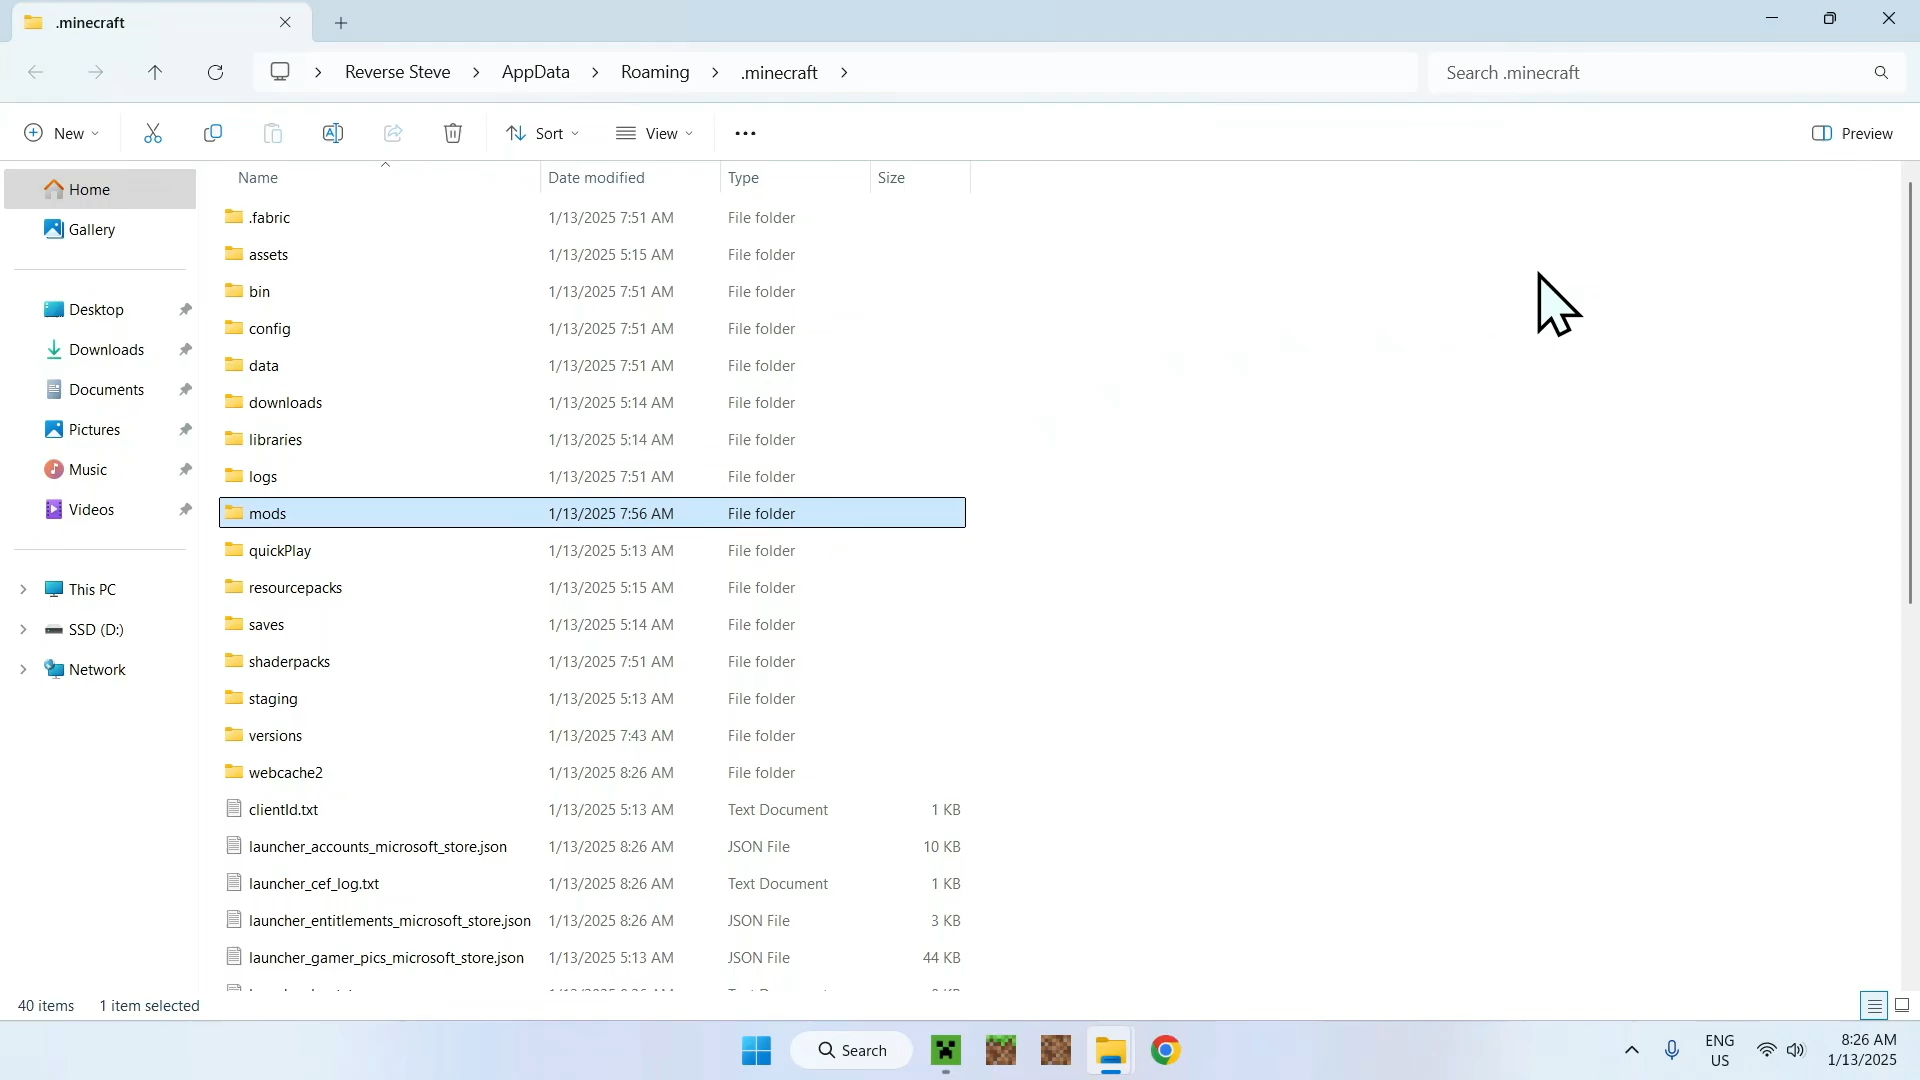 .minecraft
Reverse Steve > AppData > Roaming > .minecraft >
Search .minecraft
New
Sort
View
Preview
Home
Gallery
Desktop
Downloads
Documents
Pictures
Music
Videos
This PC
SSD (D:)
Network
Name Date modified Type Size
.fabric 1/13/2025 7:51 AM File folder
assets 1/13/2025 5:15 AM File folder
bin 1/13/2025 7:51 AM File folder
config 1/13/2025 7:51 AM File folder
data 1/13/2025 7:51 AM File folder
downloads 1/13/2025 5:14 AM File folder
libraries 1/13/2025 5:14 AM File folder
logs 1/13/2025 7:51 AM File folder
mods 1/13/2025 7:56 AM File folder
quickPlay 1/13/2025 5:13 AM File folder
resourcepacks 1/13/2025 5:15 AM File folder
saves 1/13/2025 5:14 AM File folder
shaderpacks 1/13/2025 7:51 AM File folder
staging 1/13/2025 5:13 AM File folder
versions 1/13/2025 7:43 AM File folder
webcache2 1/13/2025 8:26 AM File folder
clientId.txt 1/13/2025 5:13 AM Text Document 1 KB
launcher_accounts_microsoft_store.json 1/13/2025 8:26 AM JSON File 10 KB
launcher_cef_log.txt 1/13/2025 8:26 AM Text Document 1 KB
launcher_entitlements_microsoft_store.json 1/13/2025 8:26 AM JSON File 3 KB
launcher_gamer_pics_microsoft_store.json 1/13/2025 5:13 AM JSON File 44 KB
40 items 1 item selected
Search
ENG
US
8:26 AM
1/13/2025